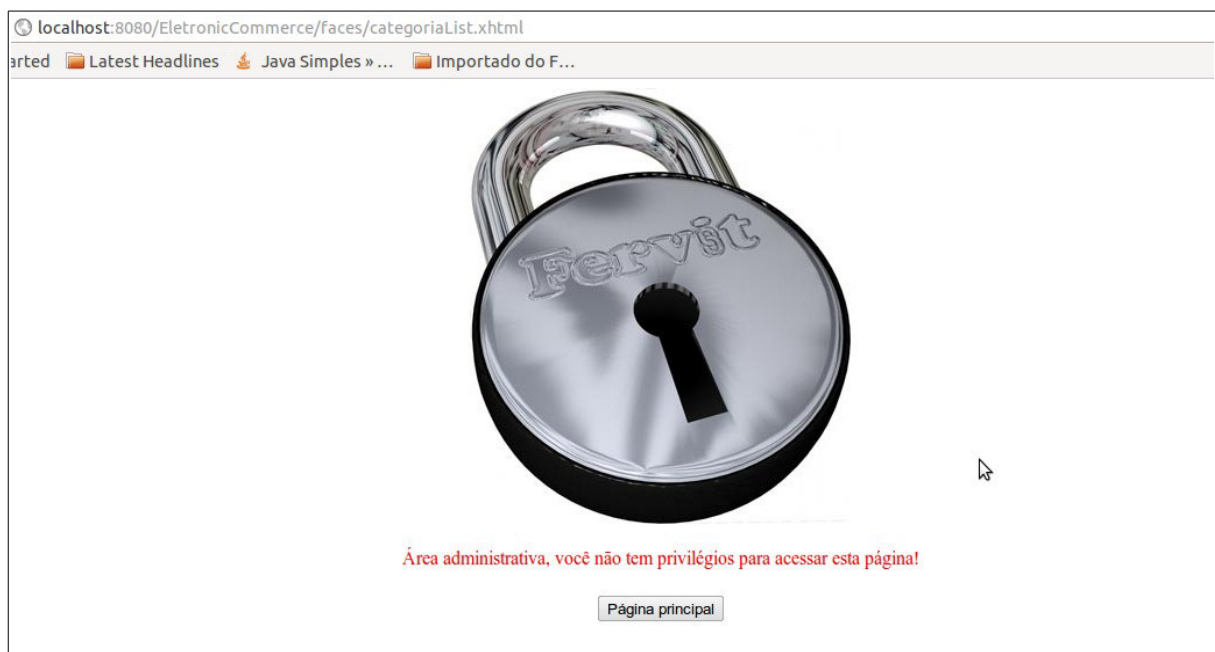 localhost:8080/EletronicCommerce/faces/categoriaList.xhtml
arted Latest Headlines Java Simples » ... Importado do F...
Fervit
Área administrativa, você não tem privilégios para acessar esta página!
Página principal